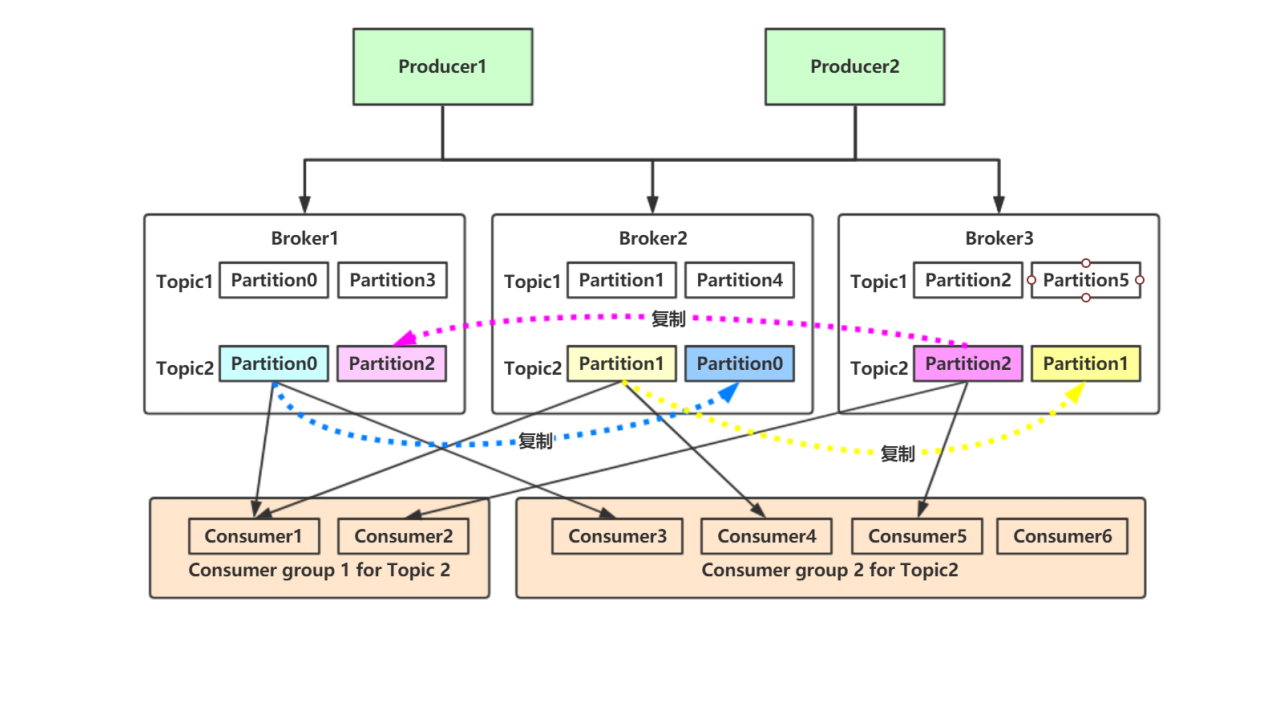 Producer1
Producer2
Broker1
Broker2
Broker3
Topic1 Partition0 Partition3
Topic1 Partition1 Partition4
Topic1 Partition2 Partition5
复制
Topic2 Partition0 Partition2
Topic2 Partition1 Partition0
Topic2 Partition2 Partition1
复制
复制
Consumer1 Consumer2
Consumer group 1 for Topic 2
Consumer3 Consumer4 Consumer5 Consumer6
Consumer group 2 for Topic2